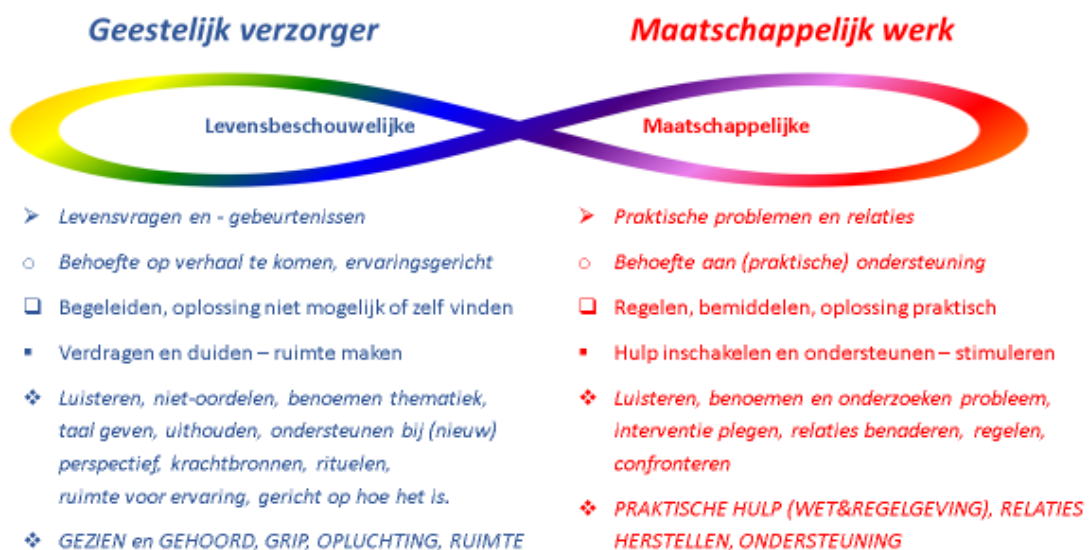 Geestelijk verzorger
Maatschappelijk werk
Levensbeschouwelijke
Maatschappelijke
➢ Levensvragen en - gebeurtenissen
○ Behoefte op verhaal te komen, ervaringsgericht
❑ Begeleiden, oplossing niet mogelijk of zelf vinden
▪ Verdragen en duiden – ruimte maken
❖ Luisteren, niet-oordelen, benoemen thematiek,
taal geven, uithouden, ondersteunen bij (nieuw)
perspectief, krachtbronnen, rituelen,
ruimte voor ervaring, gericht op hoe het is.
❖ GEZIEN en GEHOORD, GRIP, OPLUCHTING, RUIMTE
➢ Praktische problemen en relaties
○ Behoefte aan (praktische) ondersteuning
❑ Regelen, bemiddelen, oplossing praktisch
▪ Hulp inschakelen en ondersteunen – stimuleren
❖ Luisteren, benoemen en onderzoeken probleem,
interventie plegen, relaties benaderen, regelen,
confronteren
❖ PRAKTISCHE HULP (WET&REGELGEVING), RELATIES
HERSTELLEN, ONDERSTEUNING